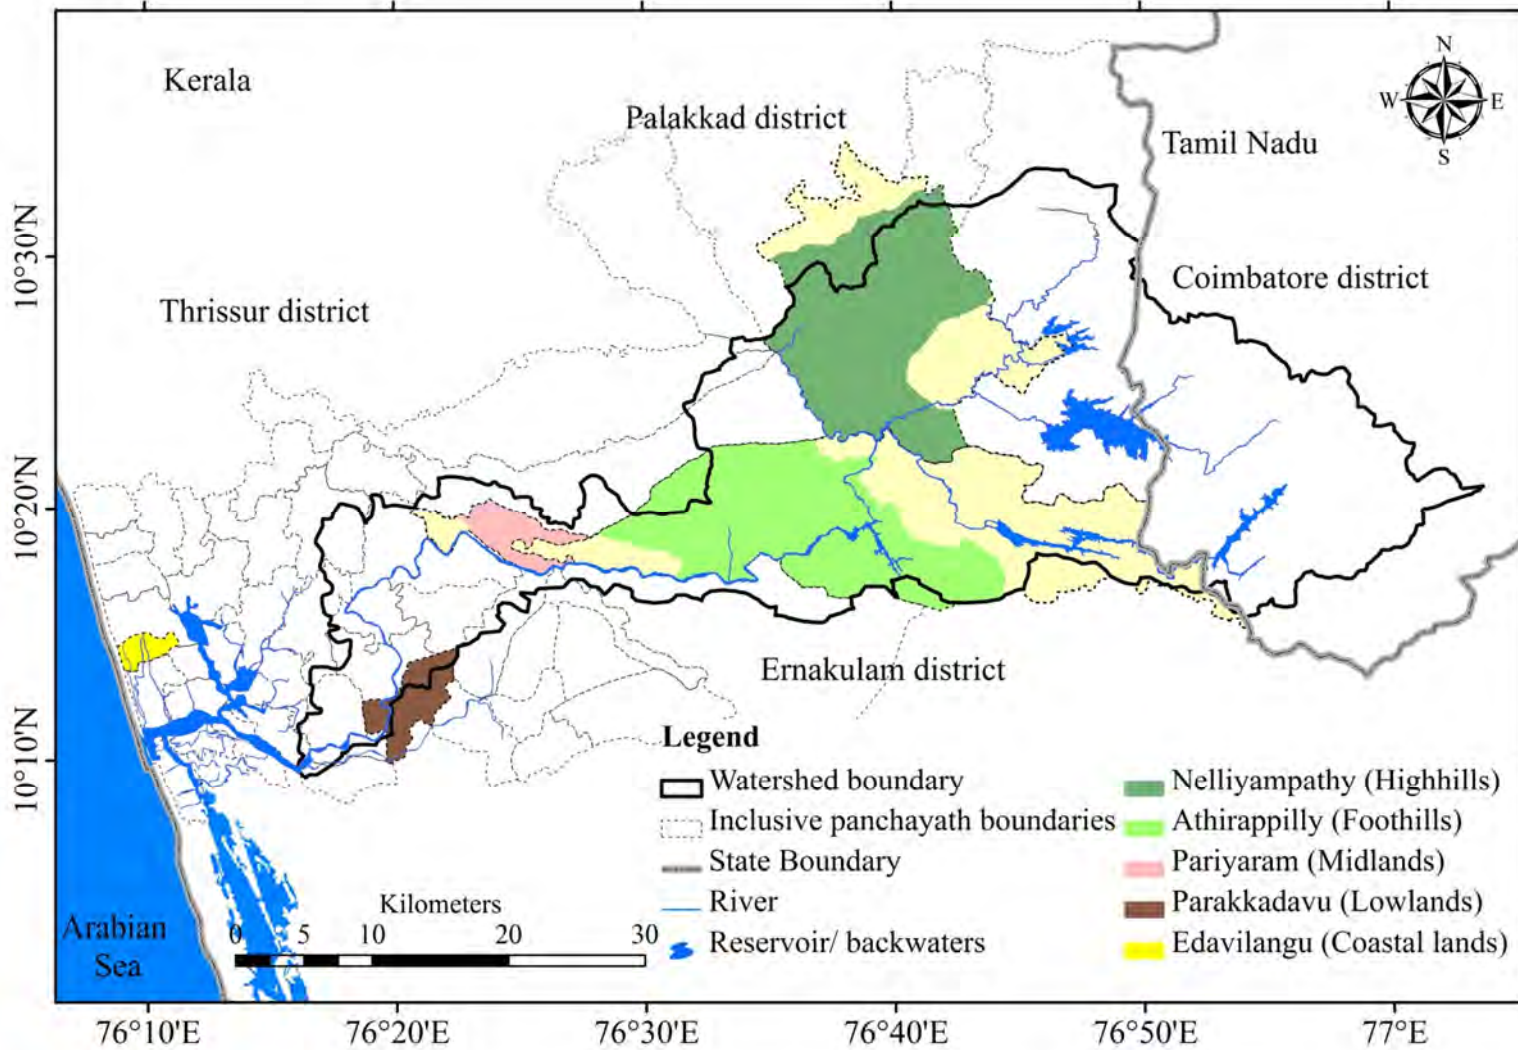 Kerala
N
W
E
S
Palakkad district
Tamil Nadu
Coimbatore district
Thrissur district
Ernakulam district
Arabian
Sea
10°30'N
10°20'N
10°10'N
Kilometers
0 5 10 20 30
Legend
Watershed boundary
Inclusive panchayath boundaries
State Boundary
River
Reservoir/ backwaters
Nelliyampathy (Highhills)
Athirappilly (Foothills)
Pariyaram (Midlands)
Parakkadavu (Lowlands)
Edavilangu (Coastal lands)
76°10'E 76°20'E 76°30'E 76°40'E 76°50'E 77°E